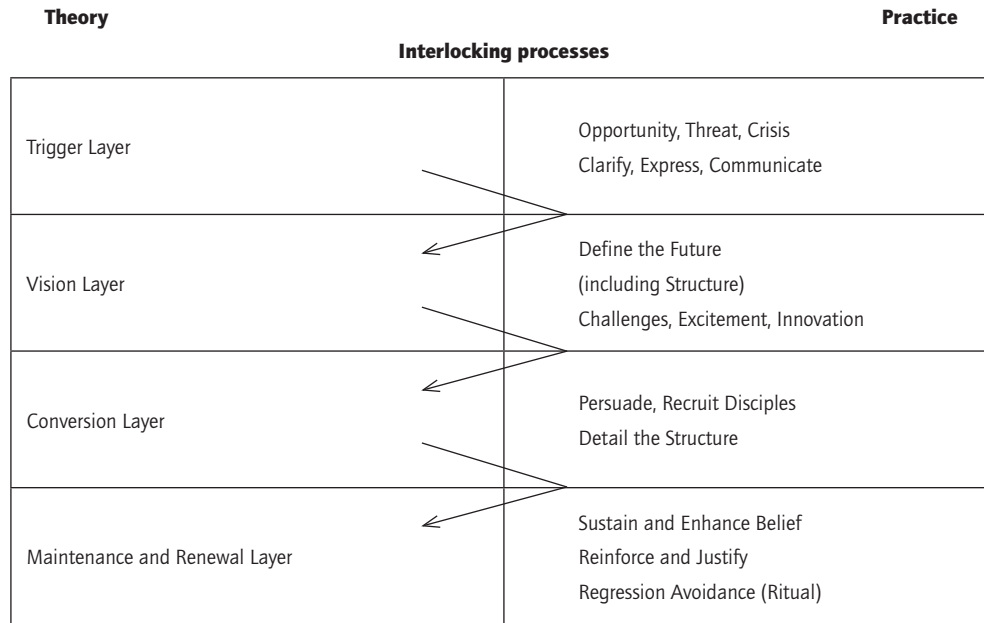 Theory
Practice
Interlocking processes
Trigger Layer
Opportunity, Threat, Crisis
Clarify, Express, Communicate
Vision Layer
Define the Future
(including Structure)
Challenges, Excitement, Innovation
Conversion Layer
Persuade, Recruit Disciples
Detail the Structure
Maintenance and Renewal Layer
Sustain and Enhance Belief
Reinforce and Justify
Regression Avoidance (Ritual)